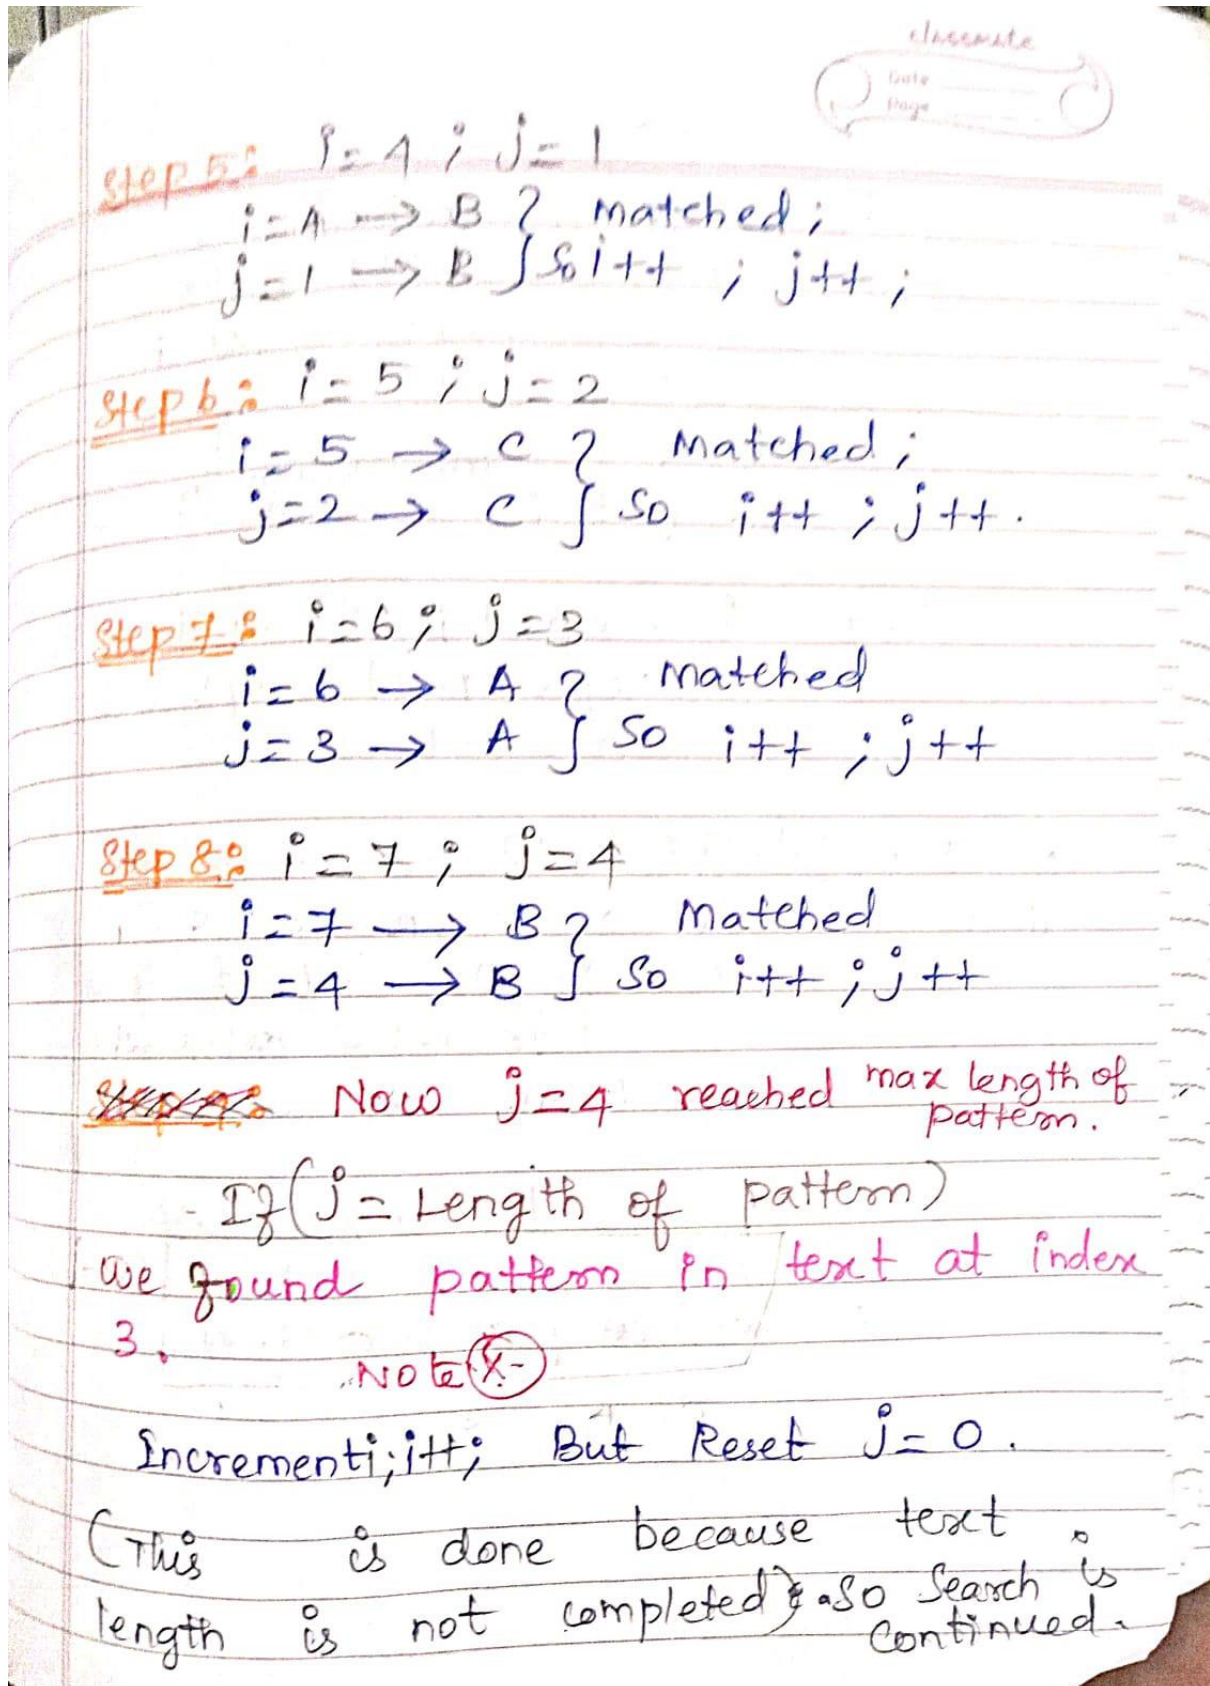 classmate
Date
Page
Step 5: i=4; j=1
i=4 → B } Matched;
j=1 → B } So i++ ; j++;
Step 6: i=5; j=2
i=5 → C } Matched;
j=2 → C } So i++ ; j++.
Step 7: i=6; j=3
i=6 → A } Matched
j=3 → A } So i++ ; j++
Step 8: i=7; j=4
i=7 → B } Matched
j=4 → B } So i++ ; j++
Now j=4 reached max length of
pattern.
If (j = Length of pattern)
we found pattern in text at index
3.
Note
Increment i; i++; But Reset j=0.
(This is done because text
length is not completed) so search is
continued.